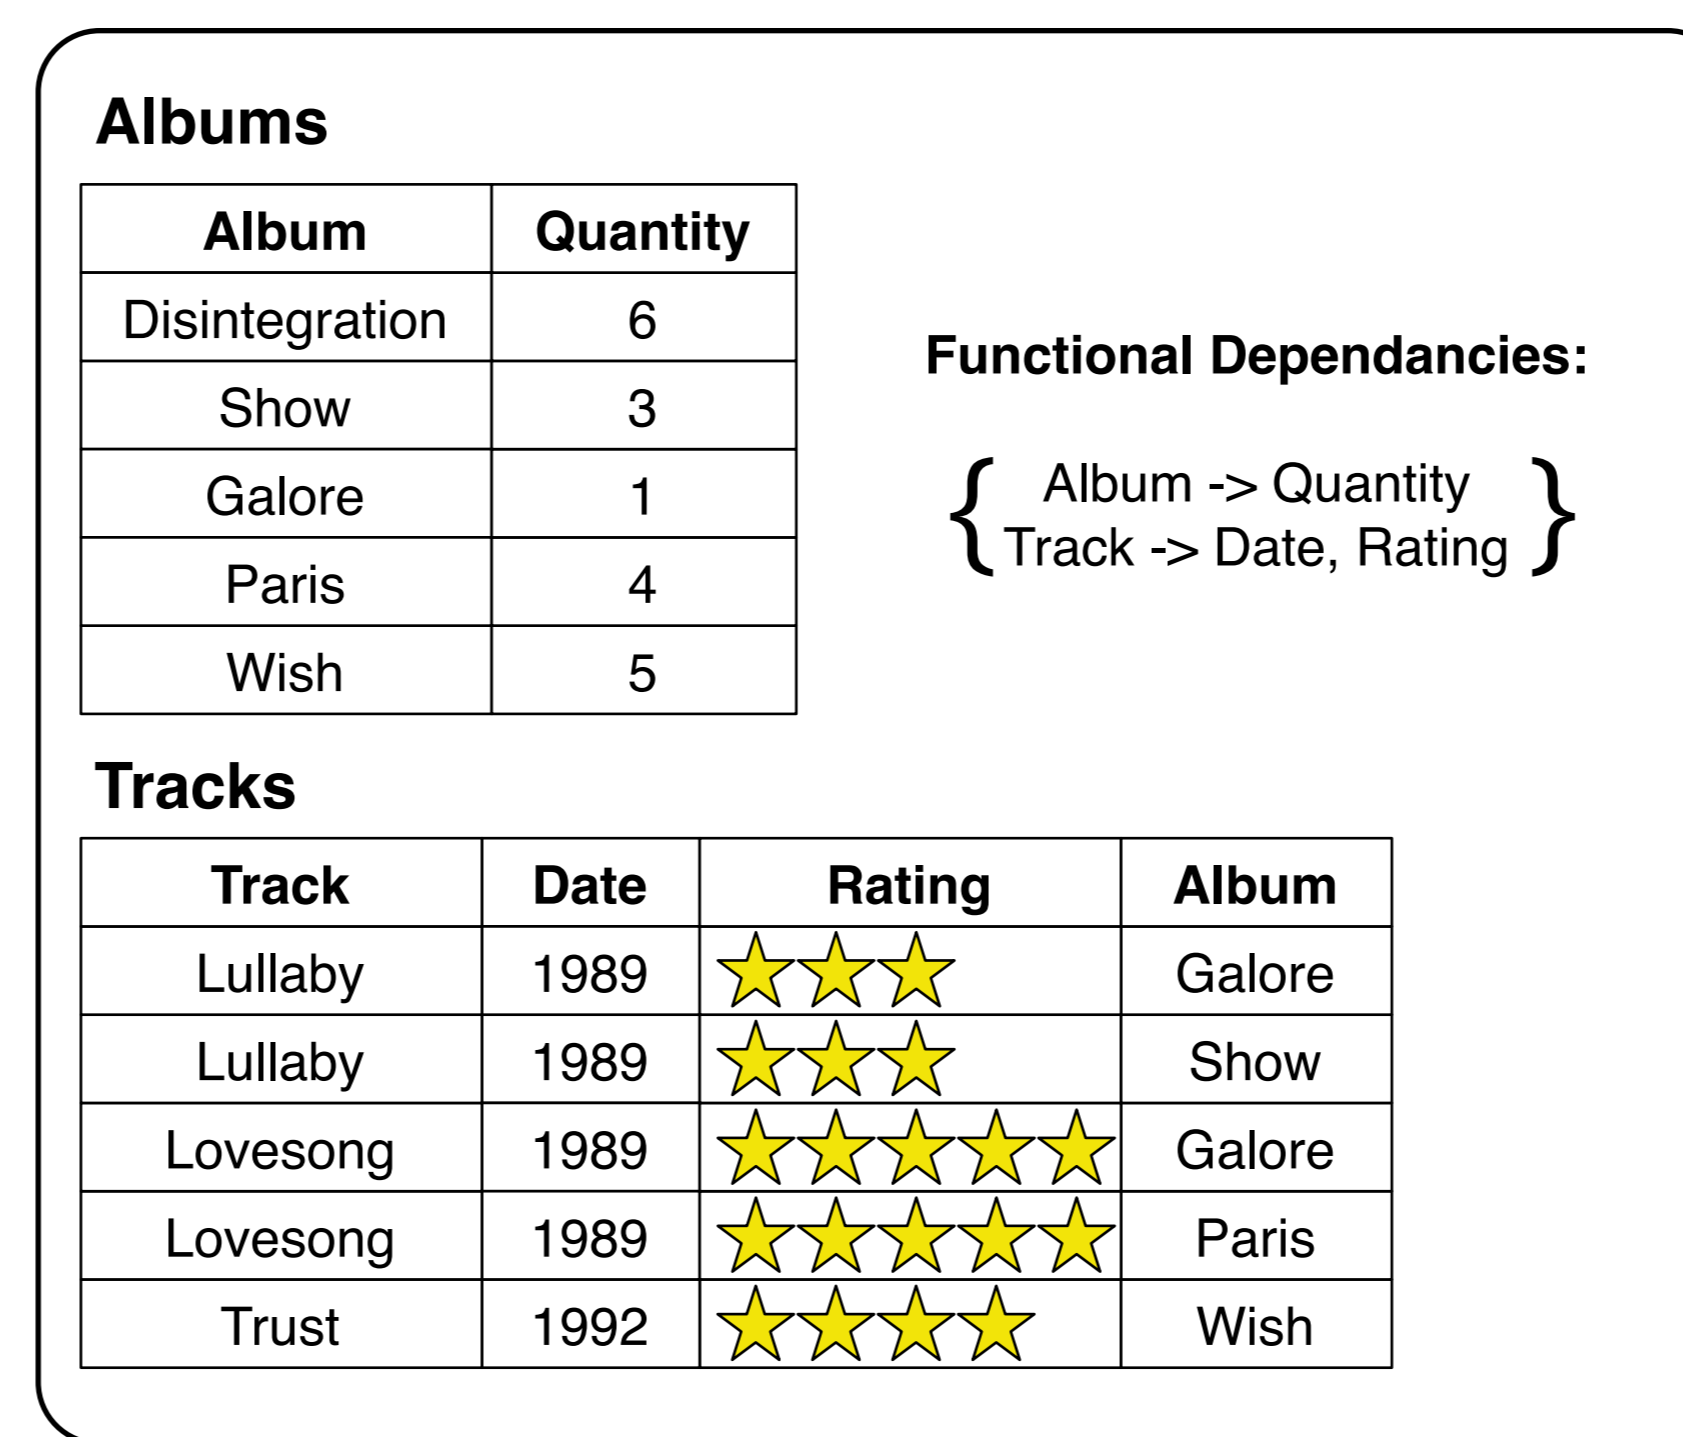 Albums
Album Quantity
Disintegration 6
Show 3
Galore 1
Paris 4
Wish 5
Functional Dependancies:
{ Album -> Quantity
Track -> Date, Rating }
Tracks
Track Date Rating Album
Lullaby 1989 Galore
Lullaby 1989 Show
Lovesong 1989 Galore
Lovesong 1989 Paris
Trust 1992 Wish